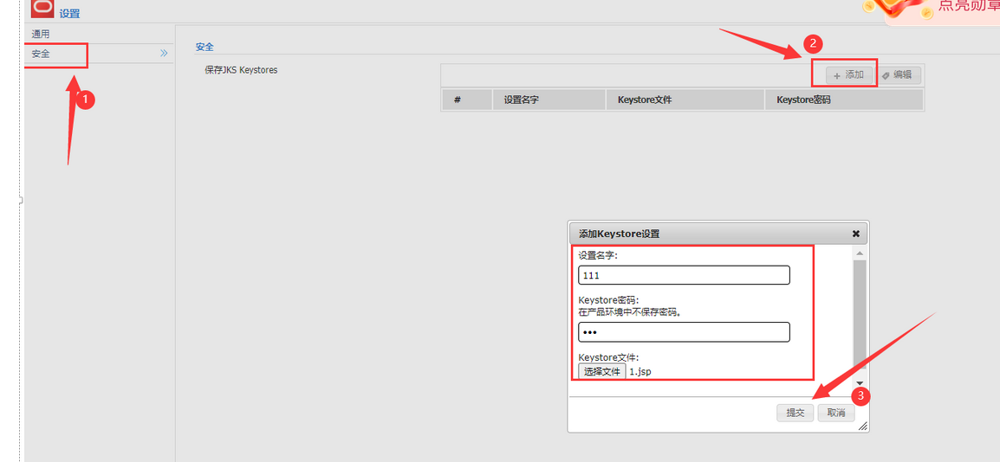 设置
点亮勋章
通用
安全
安全
保存JKS Keystores
添加
编辑
#
设置名字
Keystore文件
Keystore密码
1
2
添加Keystore设置
设置名字:
111
Keystore密码:
在产品环境中不保存密码。
•••
Keystore文件:
选择文件 1.jsp
3
提交
取消